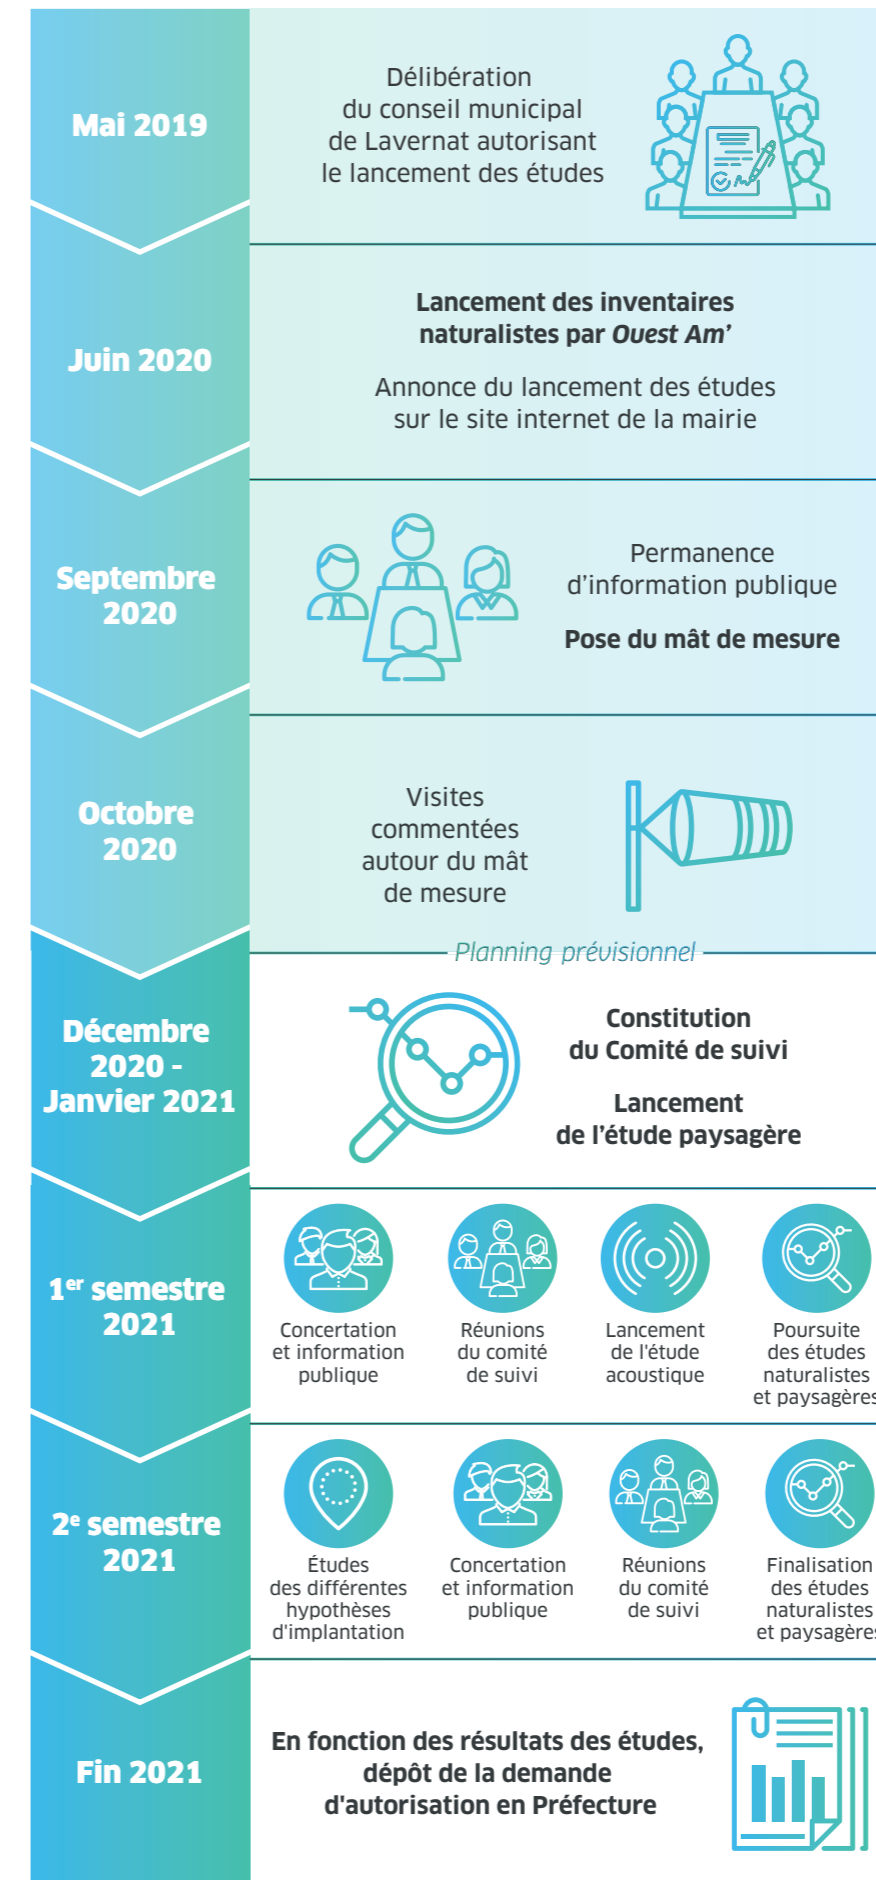 Mai 2019
Délibération
du conseil municipal
de Lavernat autorisant
le lancement des études
Juin 2020
Lancement des inventaires
naturalistes par Ouest Am’
Annonce du lancement des études
sur le site internet de la mairie
Septembre
2020
Permanence
d’information publique
Pose du mât de mesure
Octobre
2020
Visites
commentées
autour du mât
de mesure
Planning prévisionnel
Décembre
2020 -
Janvier 2021
Constitution
du Comité de suivi
Lancement
de l’étude paysagère
1er semestre
2021
Concertation
et information
publique
Réunions
du comité
de suivi
Lancement
de l'étude
acoustique
Poursuite
des études
naturalistes
et paysagères
2e semestre
2021
Études
des différentes
hypothèses
d'implantation
Concertation
et information
publique
Réunions
du comité
de suivi
Finalisation
des études
naturalistes
et paysagères
Fin 2021
En fonction des résultats des études,
dépôt de la demande
d'autorisation en Préfecture